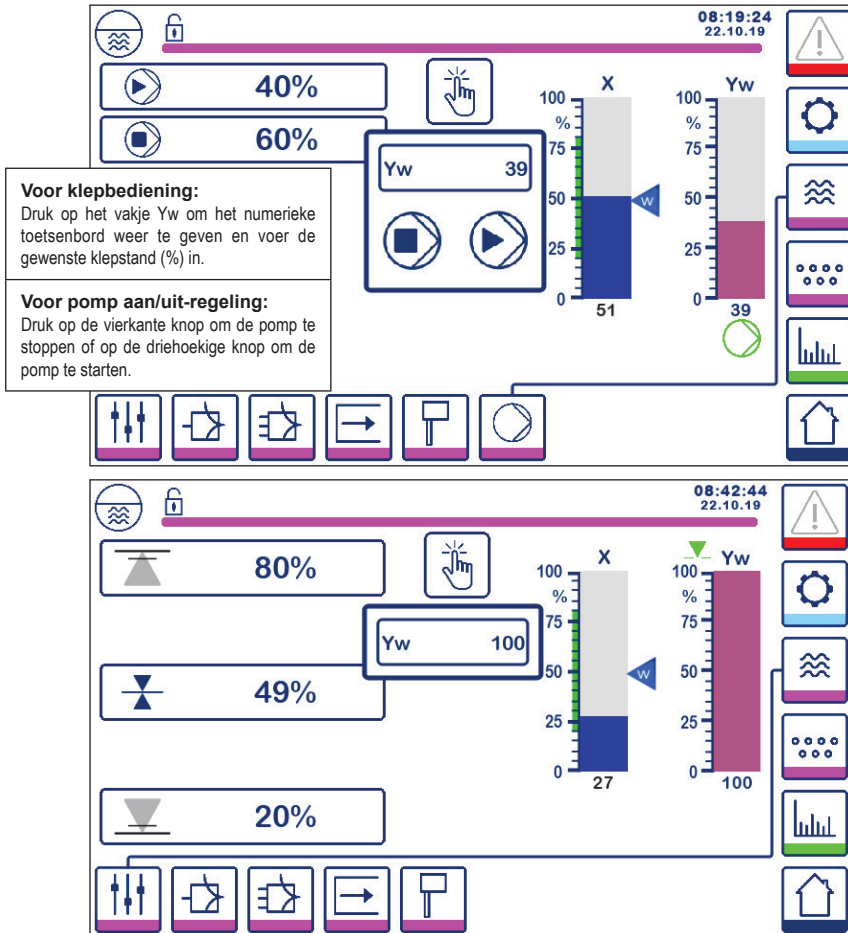 08:19:24
22.10.19
40%
60%
Yw 39
X
100
%
75
50
25
0
51
W
Yw
100
%
75
50
25
0
39
Voor klepbediening:
Druk op het vakje Yw om het numerieke
toetsenbord weer te geven en voer de
gewenste klepstand (%) in.
Voor pomp aan/uit-regeling:
Druk op de vierkante knop om de pomp te
stoppen of op de driehoekige knop om de
pomp te starten.
08:42:44
22.10.19
80%
49%
20%
Yw 100
X
100
%
75
50
25
0
27
W
Yw
100
%
75
50
25
0
100